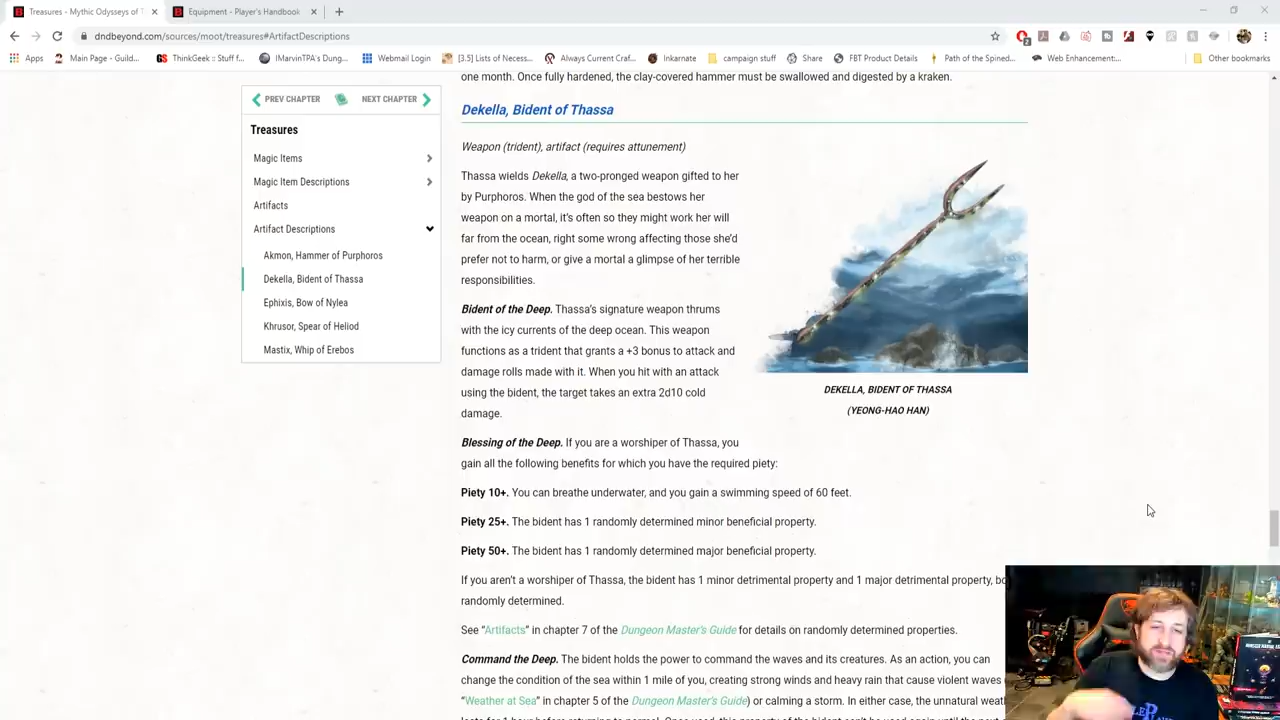 Treasures - Mythic Odysseys of T
Equipment - Player's Handbook
dndbeyond.com/sources/moot/treasures#ArtifactDescriptions
Apps
Main Page - Guild...
ThinkGeek :: Stuff f...
IMarvinTPA's Dung...
Webmail Login
[3.5] Lists of Necess...
Always Current Craf...
Inkarnate
campaign stuff
Share
FBT Product Details
Path of the Spined...
Web Enhancement:...
Other bookmarks
one month. Once fully hardened, the clay-covered hammer must be swallowed and digested by a kraken.
PREV CHAPTER
NEXT CHAPTER
Treasures
Magic Items
Magic Item Descriptions
Artifacts
Artifact Descriptions
Akmon, Hammer of Purphoros
Dekella, Bident of Thassa
Ephixis, Bow of Nylea
Khrusor, Spear of Heliod
Mastix, Whip of Erebos
Dekella, Bident of Thassa
Weapon (trident), artifact (requires attunement)
Thassa wields Dekella, a two-pronged weapon gifted to her
by Purphoros. When the god of the sea bestows her
weapon on a mortal, it's often so they might work her will
far from the ocean, right some wrong affecting those she'd
prefer not to harm, or give a mortal a glimpse of her terrible
responsibilities.
Bident of the Deep. Thassa's signature weapon thrums
with the icy currents of the deep ocean. This weapon
functions as a trident that grants a +3 bonus to attack and
damage rolls made with it. When you hit with an attack
using the bident, the target takes an extra 2d10 cold
damage.
DEKELLA, BIDENT OF THASSA
(YEONG-HAO HAN)
Blessing of the Deep. If you are a worshiper of Thassa, you
gain all the following benefits for which you have the required piety:
Piety 10+. You can breathe underwater, and you gain a swimming speed of 60 feet.
Piety 25+. The bident has 1 randomly determined minor beneficial property.
Piety 50+. The bident has 1 randomly determined major beneficial property.
If you aren't a worshiper of Thassa, the bident has 1 minor detrimental property and 1 major detrimental property, bo
randomly determined.
See "Artifacts" in chapter 7 of the Dungeon Master's Guide for details on randomly determined properties.
Command the Deep. The bident holds the power to command the waves and its creatures. As an action, you can
change the condition of the sea within 1 mile of you, creating strong winds and heavy rain that cause violent waves
"Weather at Sea" in chapter 5 of the Dungeon Master's Guide) or calming a storm. In either case, the unnatural weat